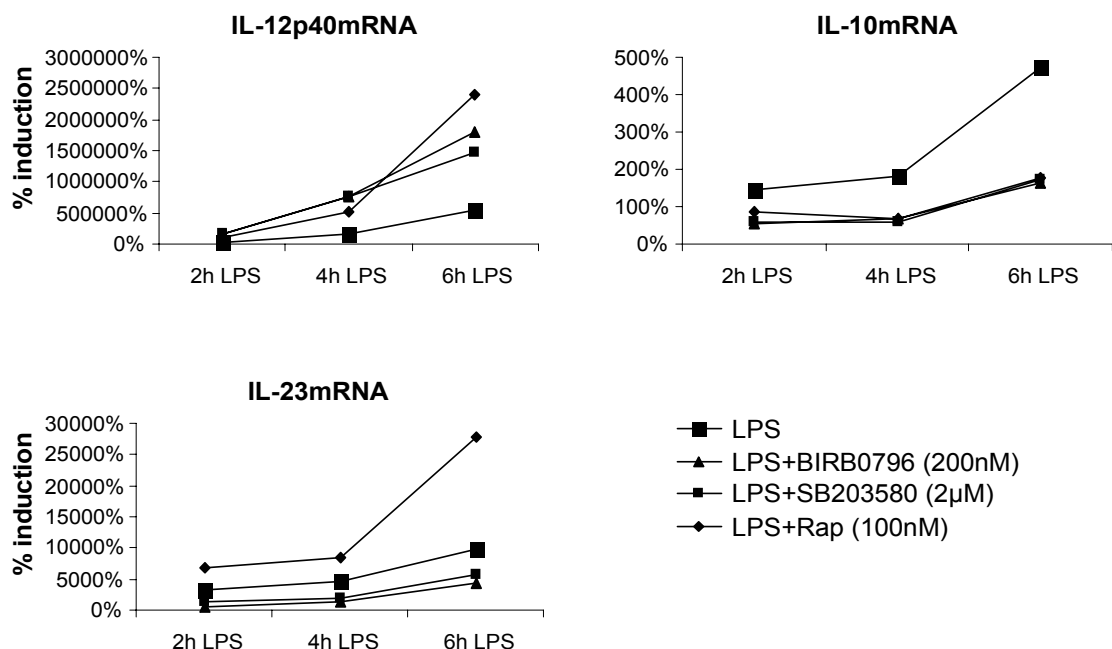 IL-12p40mRNA
% induction
3000000%
2500000%
2000000%
1500000%
1000000%
500000%
0%
2h LPS 4h LPS 6h LPS
IL-10mRNA
500%
400%
300%
200%
100%
0%
2h LPS 4h LPS 6h LPS
IL-23mRNA
% induction
30000%
25000%
20000%
15000%
10000%
5000%
0%
2h LPS 4h LPS 6h LPS
LPS
LPS+BIRB0796 (200nM)
LPS+SB203580 (2µM)
LPS+Rap (100nM)